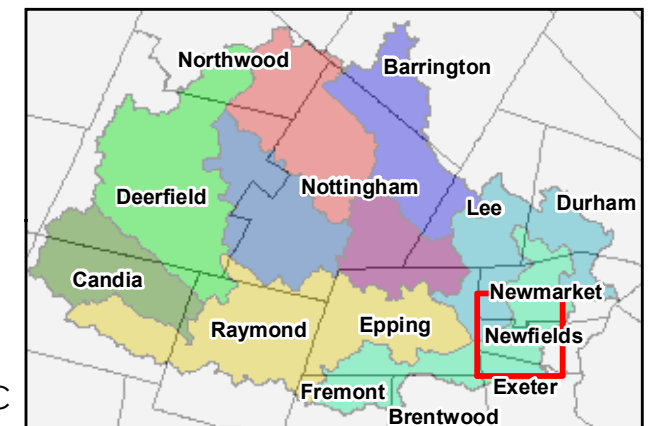 Northwood
Barrington
Nottingham
Deerfield
Lee
Durham
Candia
Newmarket
Raymond
Epping
Newfields
Fremont
Exeter
Brentwood
C